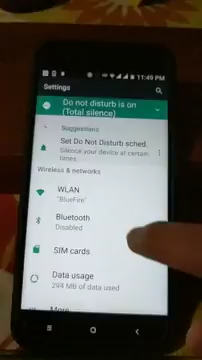 11:49 PM
Settings
Do not disturb is on
(Total silence)
Suggestions
Set Do Not Disturb sched.
Silence your device at certain
times
Wireless & networks
WLAN
"BlueFire"
Bluetooth
Disabled
SIM cards
Data usage
294 MB of data used
More